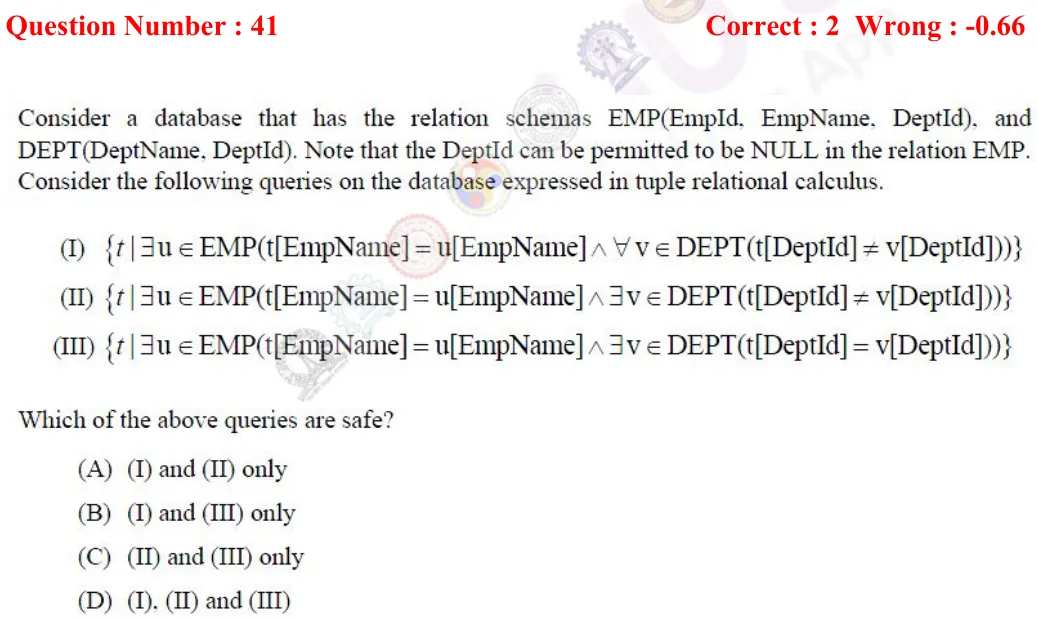 Question Number : 41 Correct : 2 Wrong : -0.66
Consider a database that has the relation schemas EMP(EmpId, EmpName, DeptId), and
DEPT(DeptName, DeptId). Note that the DeptId can be permitted to be NULL in the relation EMP.
Consider the following queries on the database expressed in tuple relational calculus.
(I) {t | ∃u ∈ EMP(t[EmpName] = u[EmpName] ∧ ∀ v ∈ DEPT(t[DeptId] ≠ v[DeptId]))}
(II) {t | ∃u ∈ EMP(t[EmpName] = u[EmpName] ∧ ∃v ∈ DEPT(t[DeptId] ≠ v[DeptId]))}
(III) {t | ∃u ∈ EMP(t[EmpName] = u[EmpName] ∧ ∃v ∈ DEPT(t[DeptId] = v[DeptId]))}
Which of the above queries are safe?
(A) (I) and (II) only
(B) (I) and (III) only
(C) (II) and (III) only
(D) (I), (II) and (III)